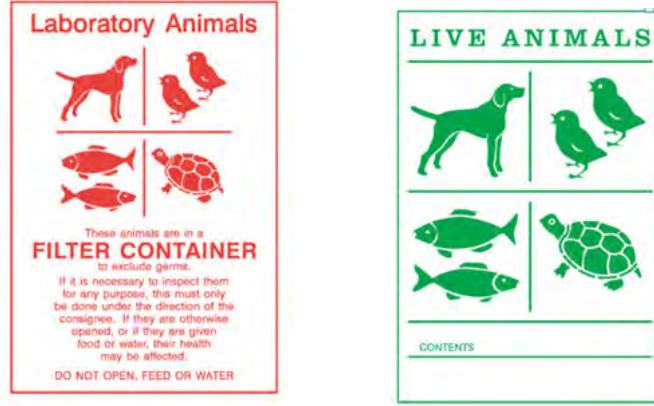 Laboratory Animals
These animals are in a
FILTER CONTAINER
to exclude germs.
If it is necessary to inspect them
for any purpose, this must only
be done under the direction of the
consignee. If they are otherwise
opened, or if they are given
food or water, their health
may be affected.
DO NOT OPEN, FEED OR WATER
LIVE ANIMALS
CONTENTS